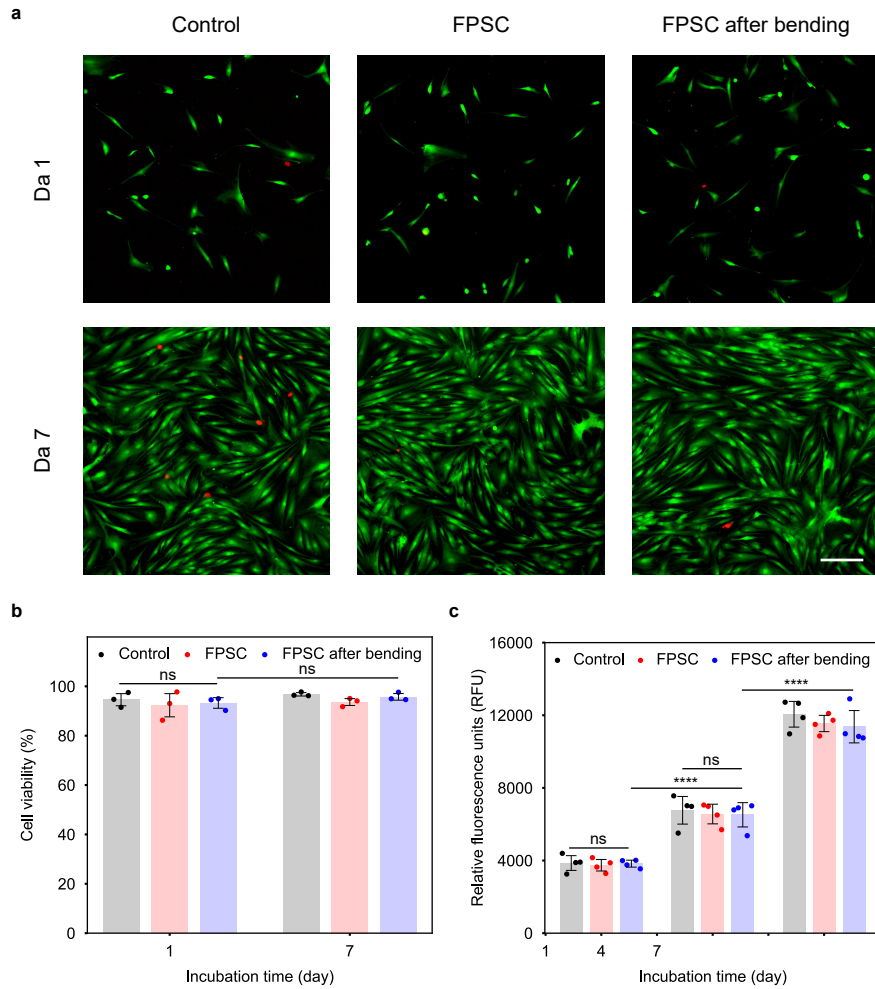 a
Control FPSC FPSC after bending
Da 1
Da 7
b
Control FPSC FPSC after bending
ns ns
100
80
60
40
20
0
Cell viability (%)
1 7
Incubation time (day)
c
16000
12000
8000
4000
0
Relative fluorescence units (RFU)
Control FPSC FPSC after bending
****
ns
****
ns
1 4 7
Incubation time (day)